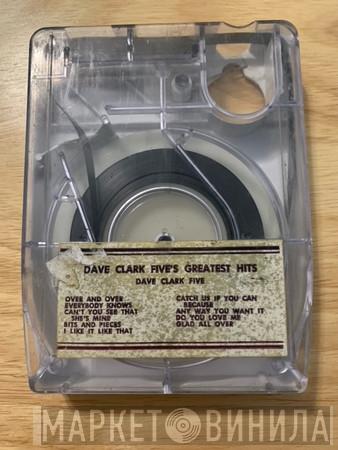 DAVE CLARK FIVE'S GREATEST HITS
DAVE CLARK FIVE
OVER AND OVER
EVERYBODY KNOWS
CAN'T YOU SEE THAT
SHE'S MINE
BITS AND PIECES
I LIKE IT LIKE THAT
CATCH US IF YOU CAN
BECAUSE
ANY WAY YOU WANT IT
DO YOU LOVE ME
GLAD ALL OVER
МАРКЕТ ВИНИЛА